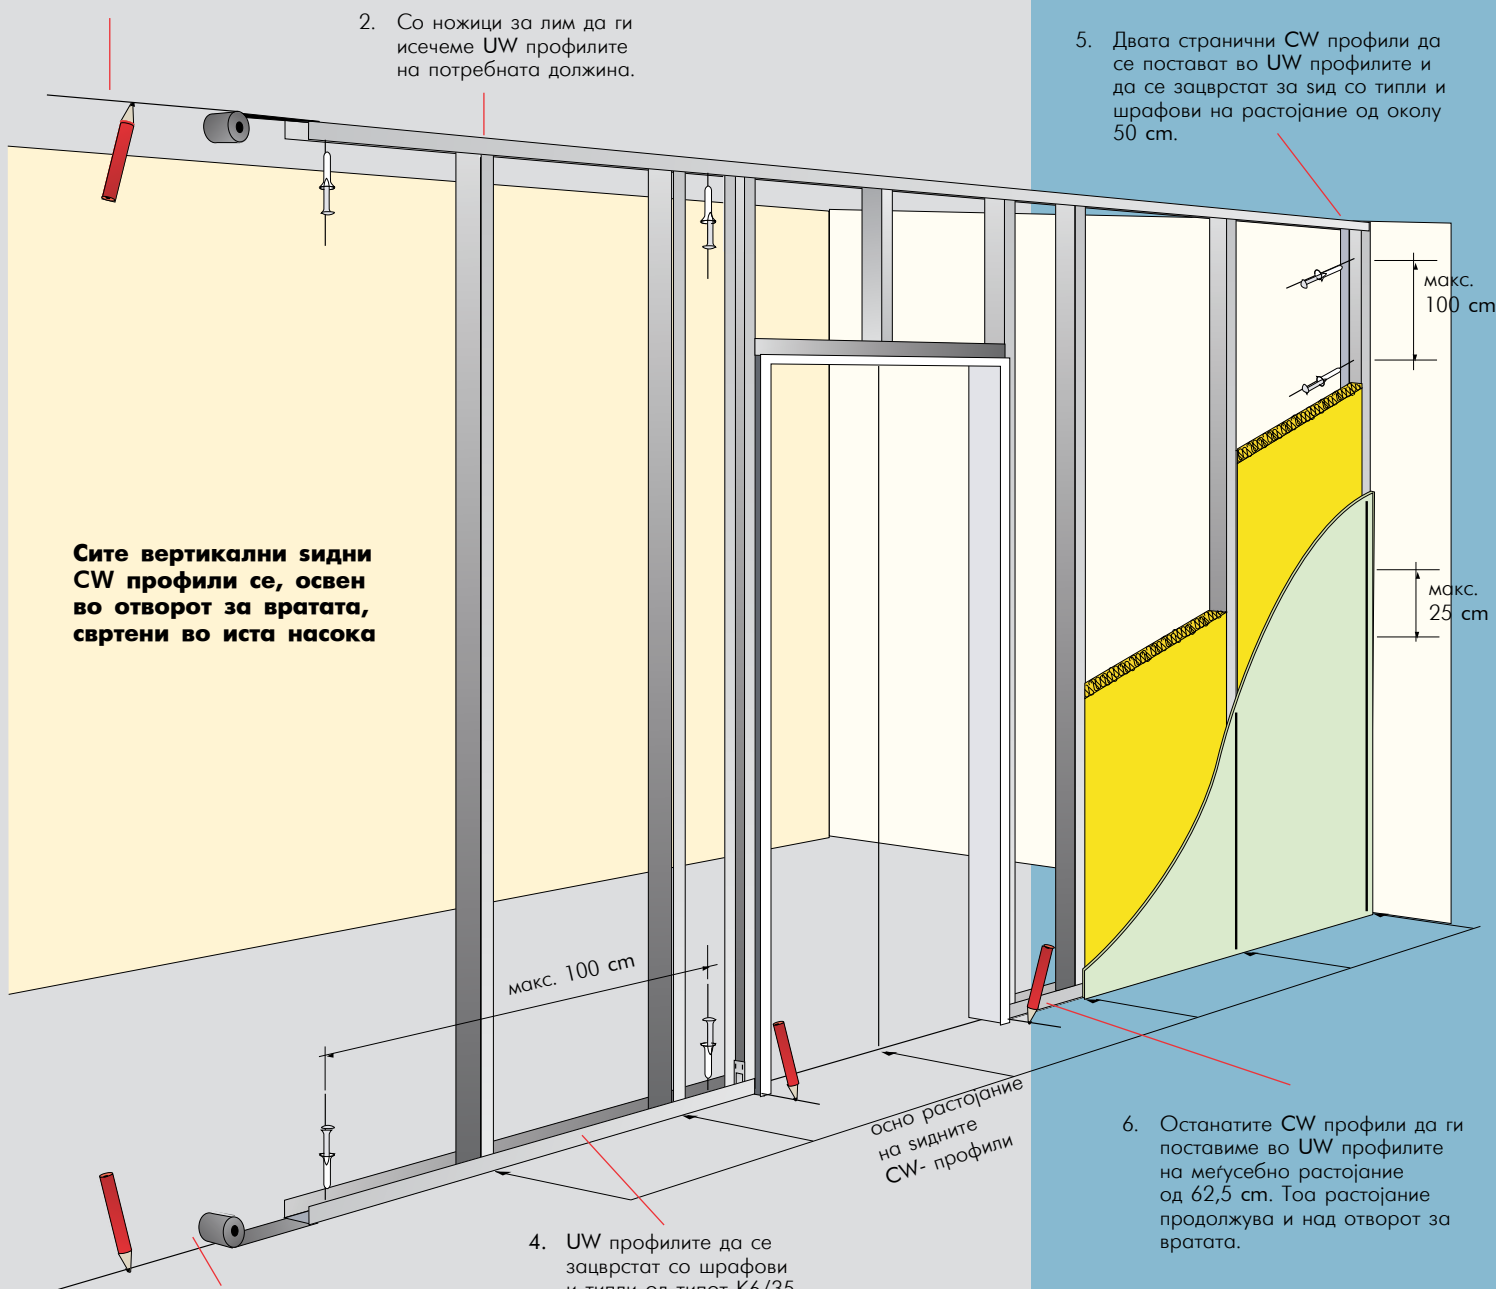 2. Со ножици за лим да ги
исечеме UW профилите
на потребната должина.
5. Двата странични CW профили да
се постават во UW профилите и
да се зацврстат за ѕид со типли и
шрафови на растојание од околу
50 cm.
макс.
100 cm
Сите вертикални ѕидни
CW профили се, освен
во отворот за вратата,
свртени во иста насока
макс.
25 cm
макс. 100 cm
осно растојание
на ѕидните
CW- профили
6. Останатите CW профили да ги
поставиме во UW профилите
на меѓусебно растојание
од 62,5 cm. Тоа растојание
продолжува и над отворот за
вратата.
4. UW профилите да се
зацврстат со шрафови
и типли од типот K6/35